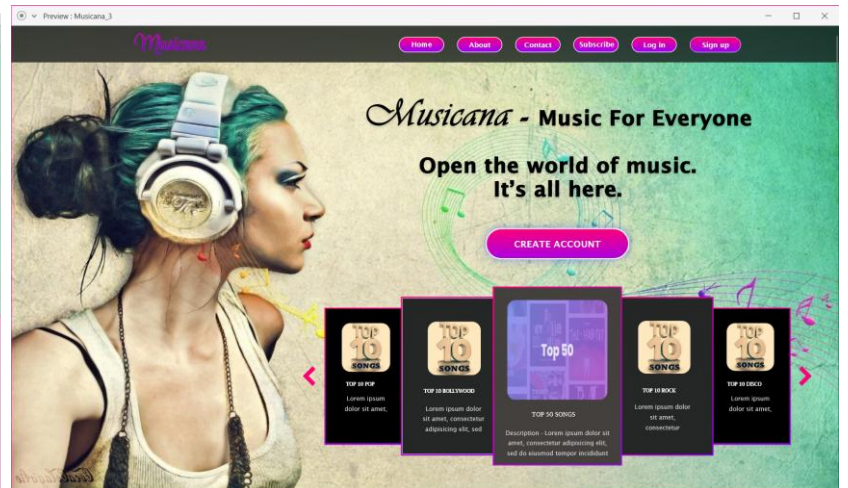 Preview : Musicana_3
Musicana
Home
About
Contact
Subscribe
Log in
Sign up
Musicana - Music For Everyone
Open the world of music.
It's all here.
CREATE ACCOUNT
TOP
10
SONGS
TOP 10 POP
Lorem ipsum
dolor sit amet,
TOP
10
SONGS
TOP 10 BOLLYWOOD
Lorem ipsum dolor
sit amet, consectetur
adipisicing elit, sed
Top 50
TOP 50 SONGS
Description - Lorem ipsum dolor sit
amet, consectetur adipisicing elit,
sed do eiusmod tempor incididunt
TOP
10
SONGS
TOP 10 ROCK
Lorem ipsum dolor
sit amet,
consectetur
TOP
10
SONGS
TOP 10 DISCO
Lorem ipsum
dolor sit amet,